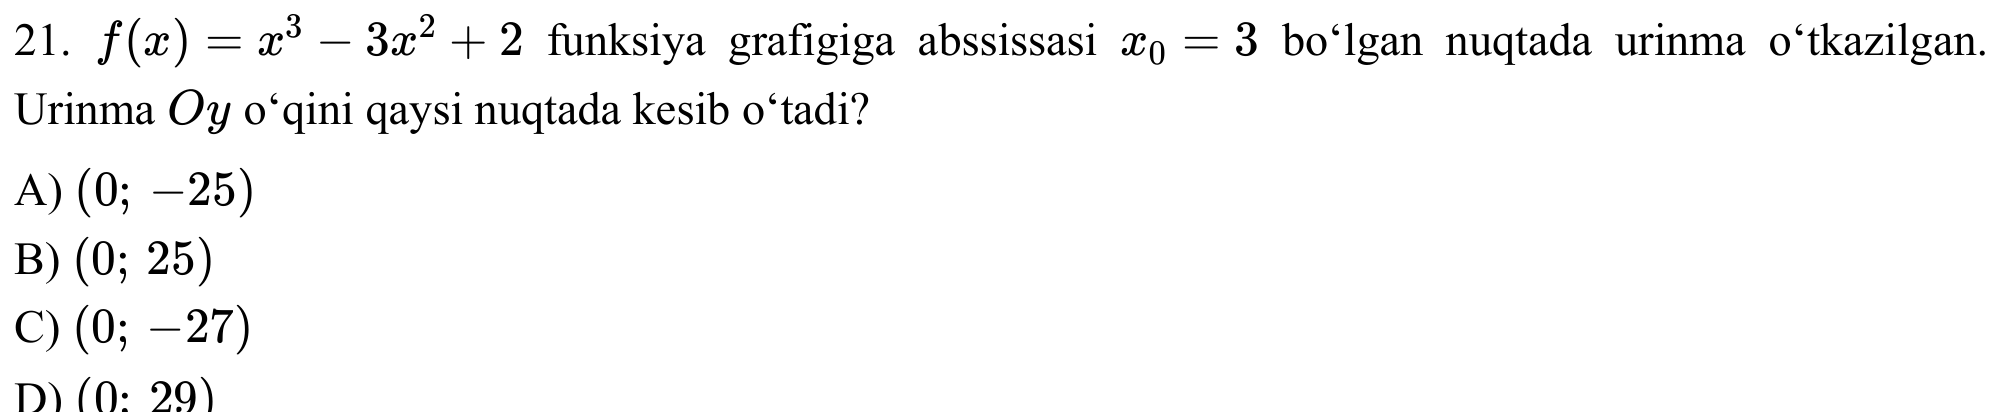 21. f(x) = x³ − 3x² + 2 funksiya grafigiga abssissasi x₀ = 3 bo‘lgan nuqtada urinma o‘tkazilgan.
Urinma Oy o‘qini qaysi nuqtada kesib o‘tadi?
A) (0; −25)
B) (0; 25)
C) (0; −27)
D) (0; 29)